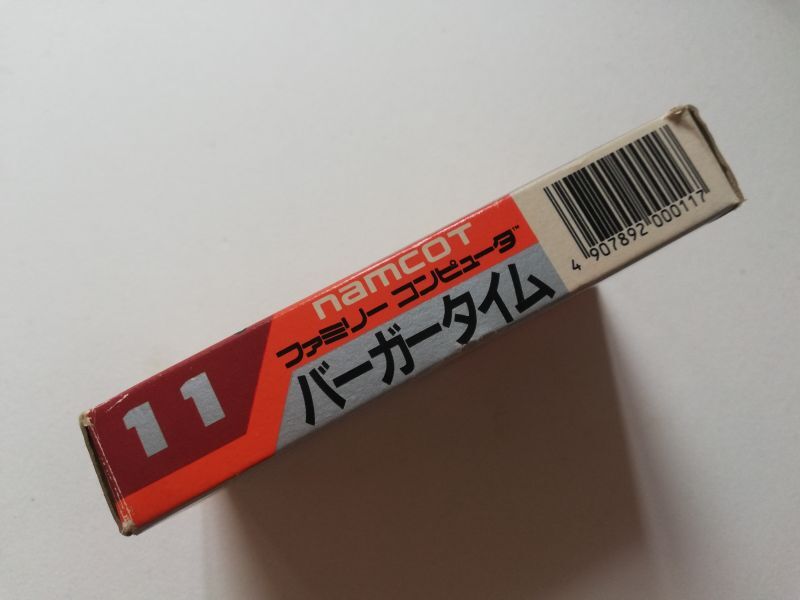 11
namcot
ファミリー コンピュータ™
バーガータイム
4 907892 000117